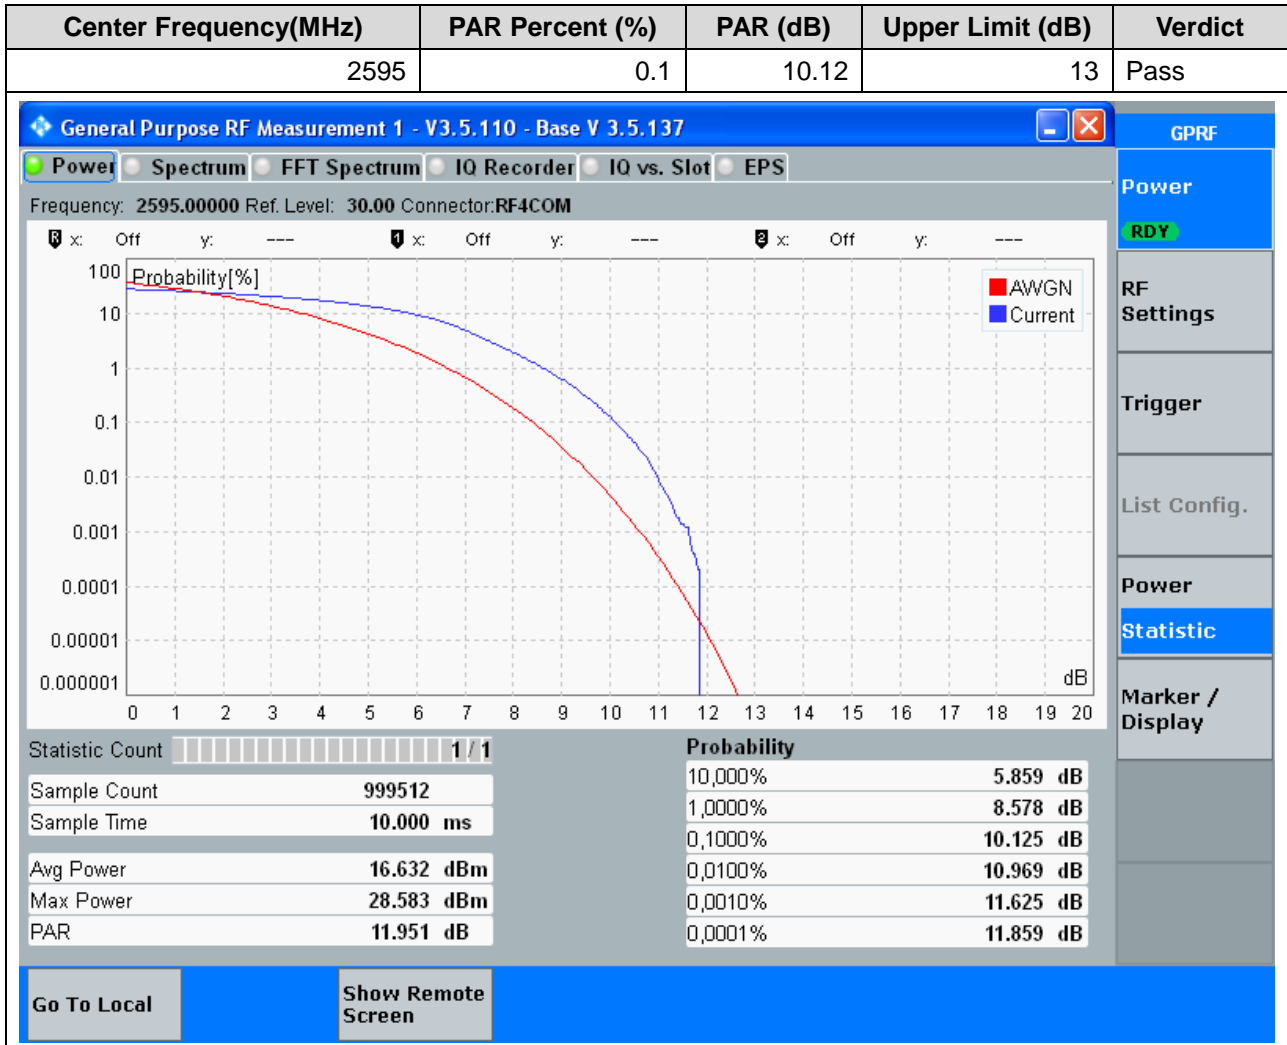 Center Frequency(MHz) PAR Percent (%) PAR (dB) Upper Limit (dB) Verdict
2595 0.1 10.12 13 Pass
General Purpose RF Measurement 1 - V3.5.110 - Base V 3.5.137
GPRF
Power Spectrum FFT Spectrum IQ Recorder IQ vs. Slot EPS
Power
RDY
Frequency: 2595.00000 Ref. Level: 30.00 Connector:RF4COM
R x: Off y: --- 1 x: Off y: --- 2 x: Off y: ---
Probability[%]
100
10
1
0.1
0.01
0.001
0.0001
0.00001
0.000001
AWGN
Current
dB
0 1 2 3 4 5 6 7 8 9 10 11 12 13 14 15 16 17 18 19 20
RF
Settings
Trigger
List Config.
Power
Statistic
Marker /
Display
Statistic Count 1 / 1
Sample Count 999512
Sample Time 10.000 ms
Avg Power 16.632 dBm
Max Power 28.583 dBm
PAR 11.951 dB
Probability
10,000% 5.859 dB
1,0000% 8.578 dB
0,1000% 10.125 dB
0,0100% 10.969 dB
0,0010% 11.625 dB
0,0001% 11.859 dB
Go To Local
Show Remote
Screen